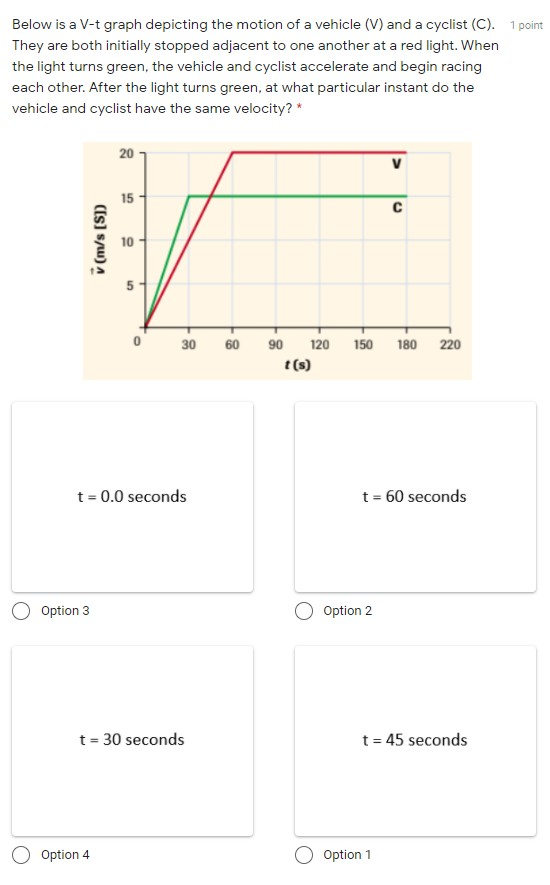 Below is a V-t graph depicting the motion of a vehicle (V) and a cyclist (C). 1 point
They are both initially stopped adjacent to one another at a red light. When
the light turns green, the vehicle and cyclist accelerate and begin racing
each other. After the light turns green, at what particular instant do the
vehicle and cyclist have the same velocity? *
20
V
15
C
v⃗ (m/s [S])
10
5
0 30 60 90 120 150 180 220
t (s)
t = 0.0 seconds
t = 60 seconds
Option 3
Option 2
t = 30 seconds
t = 45 seconds
Option 4
Option 1